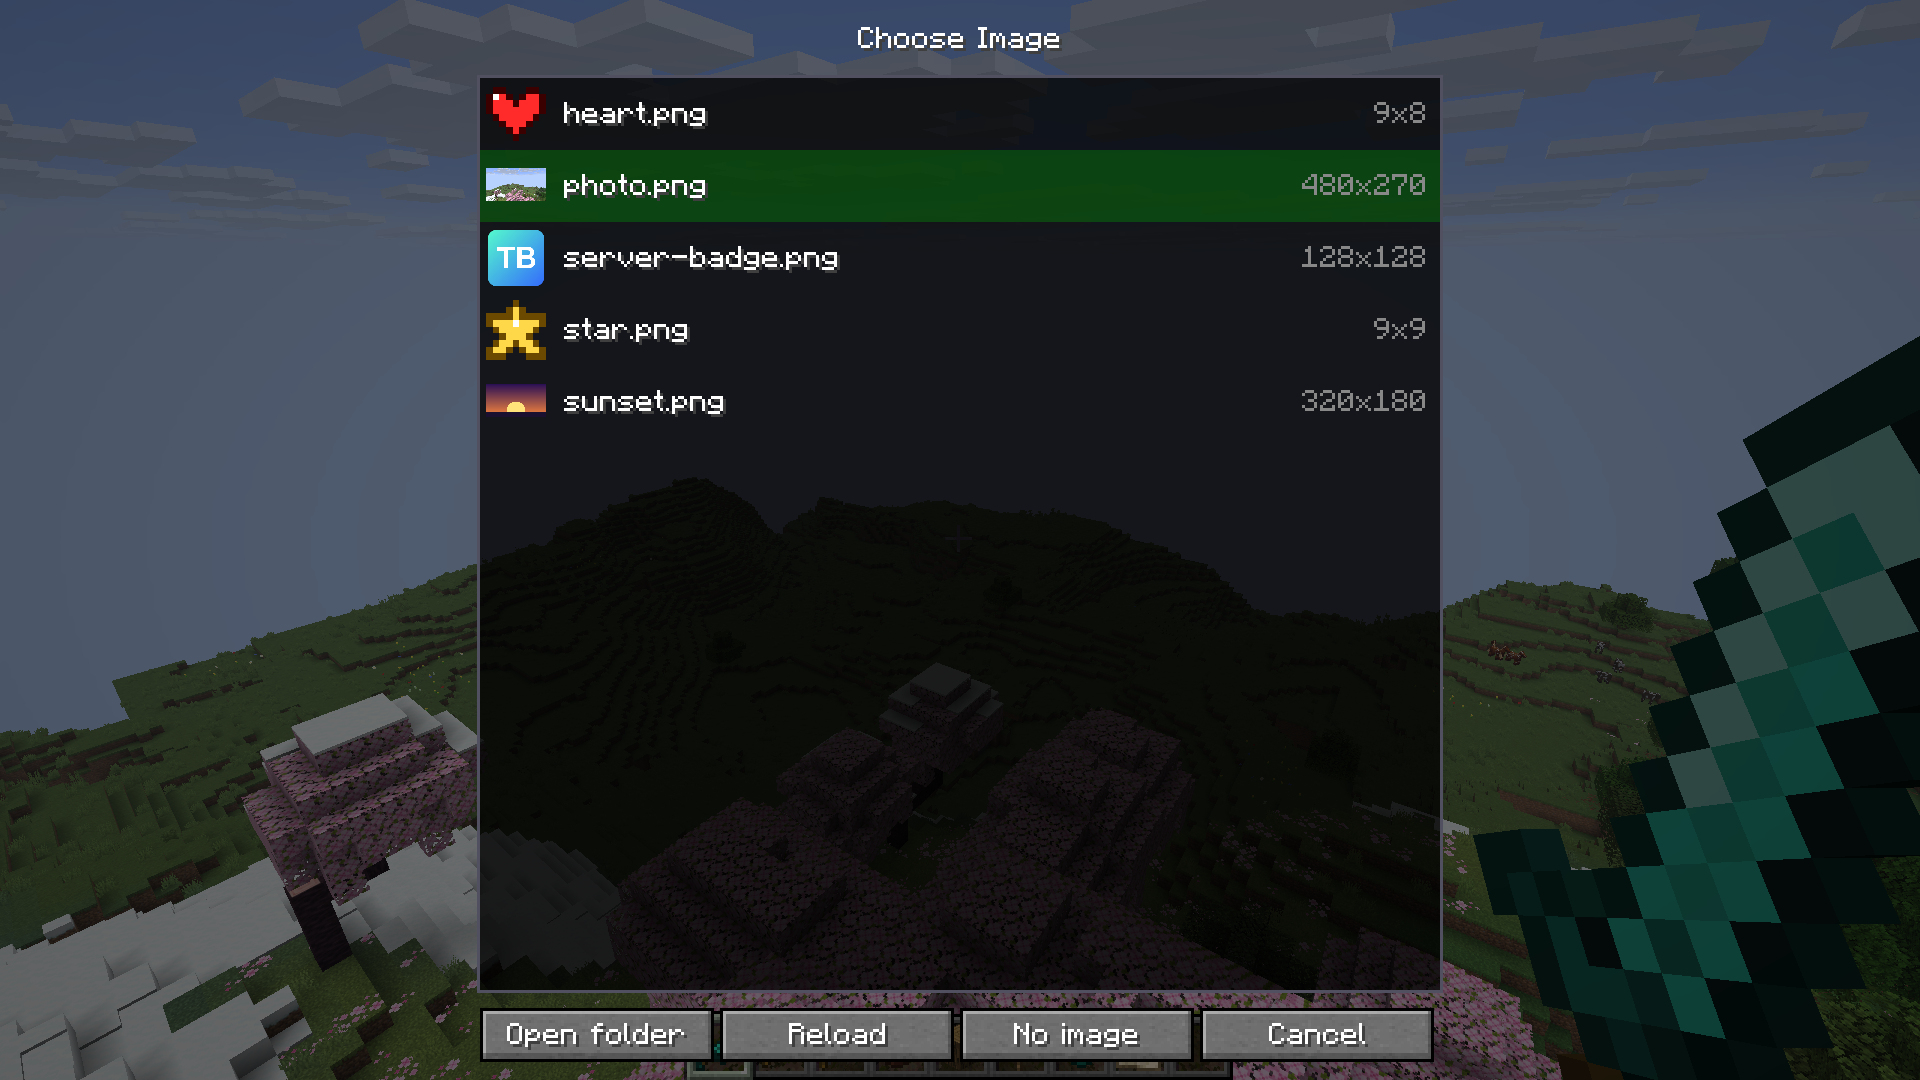 Choose Image
heart.png 9x8
photo.png 480x270
TB server-badge.png 128x128
star.png 9x9
sunset.png 320x180
Open folder Reload No image Cancel